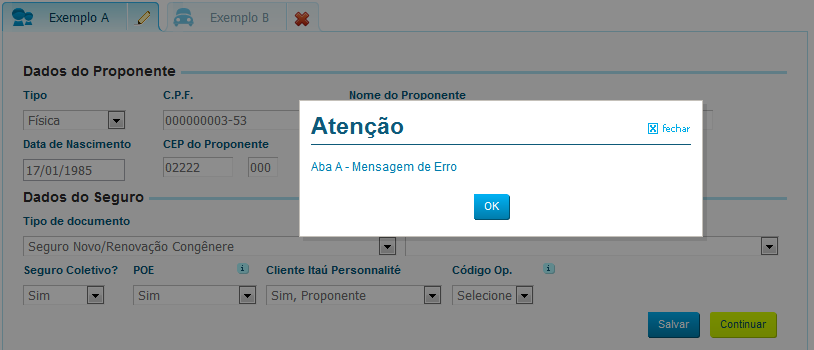 Exemplo A
Exemplo B
Dados do Proponente
Tipo
C.P.F.
Nome do Proponente
Física
000000003-53
Atenção
fechar
Data de Nascimento
CEP do Proponente
17/01/1985
02222
000
Aba A - Mensagem de Erro
OK
Dados do Seguro
Tipo de documento
Seguro Novo/Renovação Congênere
Seguro Coletivo?
POE
i
Cliente Itaú Personnalité
Código Op.
i
Sim
Sim
Sim, Proponente
Selecione
Salvar
Continuar